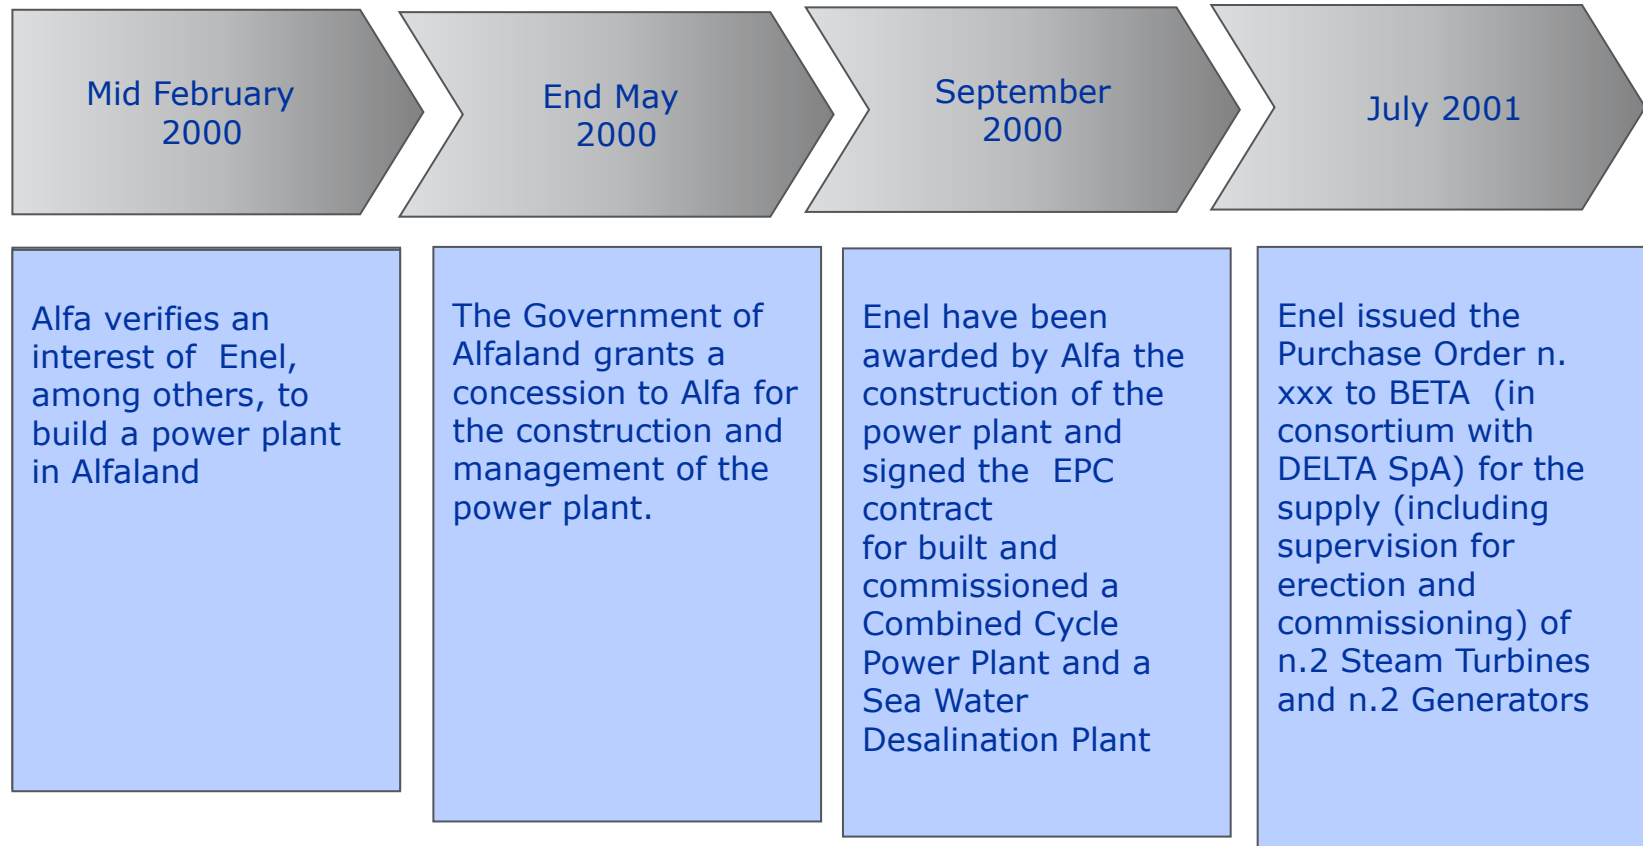 Mid February
2000
End May
2000
September
2000
July 2001
Alfa verifies an
interest of  Enel,
among others, to
build a power plant
in Alfaland
The Government of
Alfaland grants a
concession to Alfa for
the construction and
management of the
power plant.
Enel have been
awarded by Alfa the
construction of the
power plant and
signed the  EPC
contract
for built and
commissioned a
Combined Cycle
Power Plant and a
Sea Water
Desalination Plant
Enel issued the
Purchase Order n.
xxx to BETA  (in
consortium with
DELTA SpA) for the
supply (including
supervision for
erection and
commissioning) of
n.2 Steam Turbines
and n.2 Generators